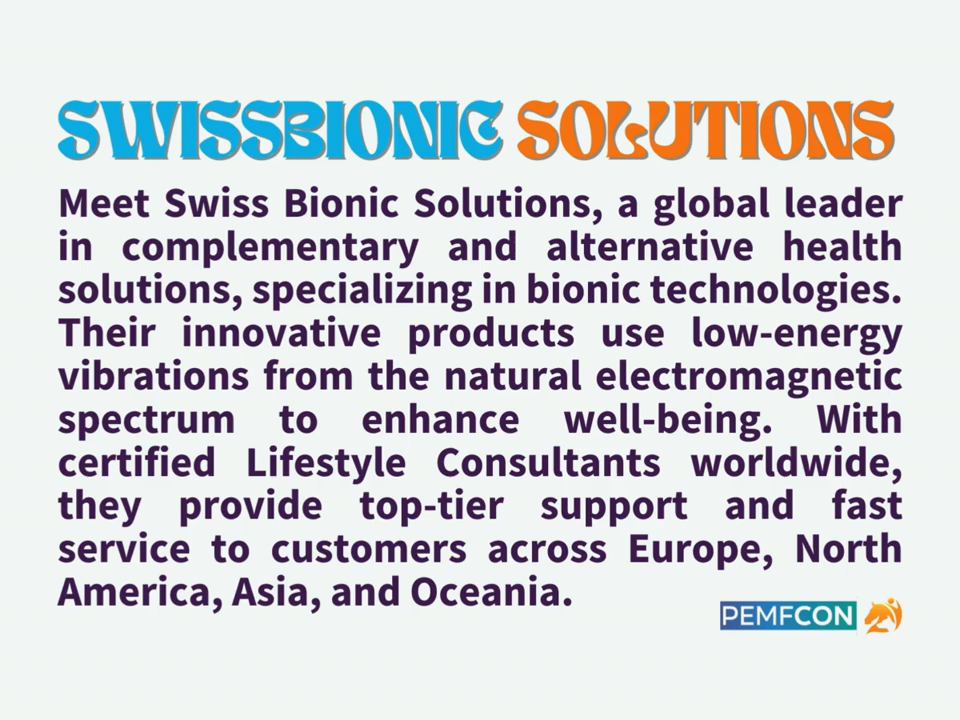 SWISSBIONIC SOLUTIONS
Meet Swiss Bionic Solutions, a global leader
in complementary and alternative health
solutions, specializing in bionic technologies.
Their innovative products use low-energy
vibrations from the natural electromagnetic
spectrum to enhance well-being. With
certified Lifestyle Consultants worldwide,
they provide top-tier support and fast
service to customers across Europe, North
America, Asia, and Oceania.
PEMFCON